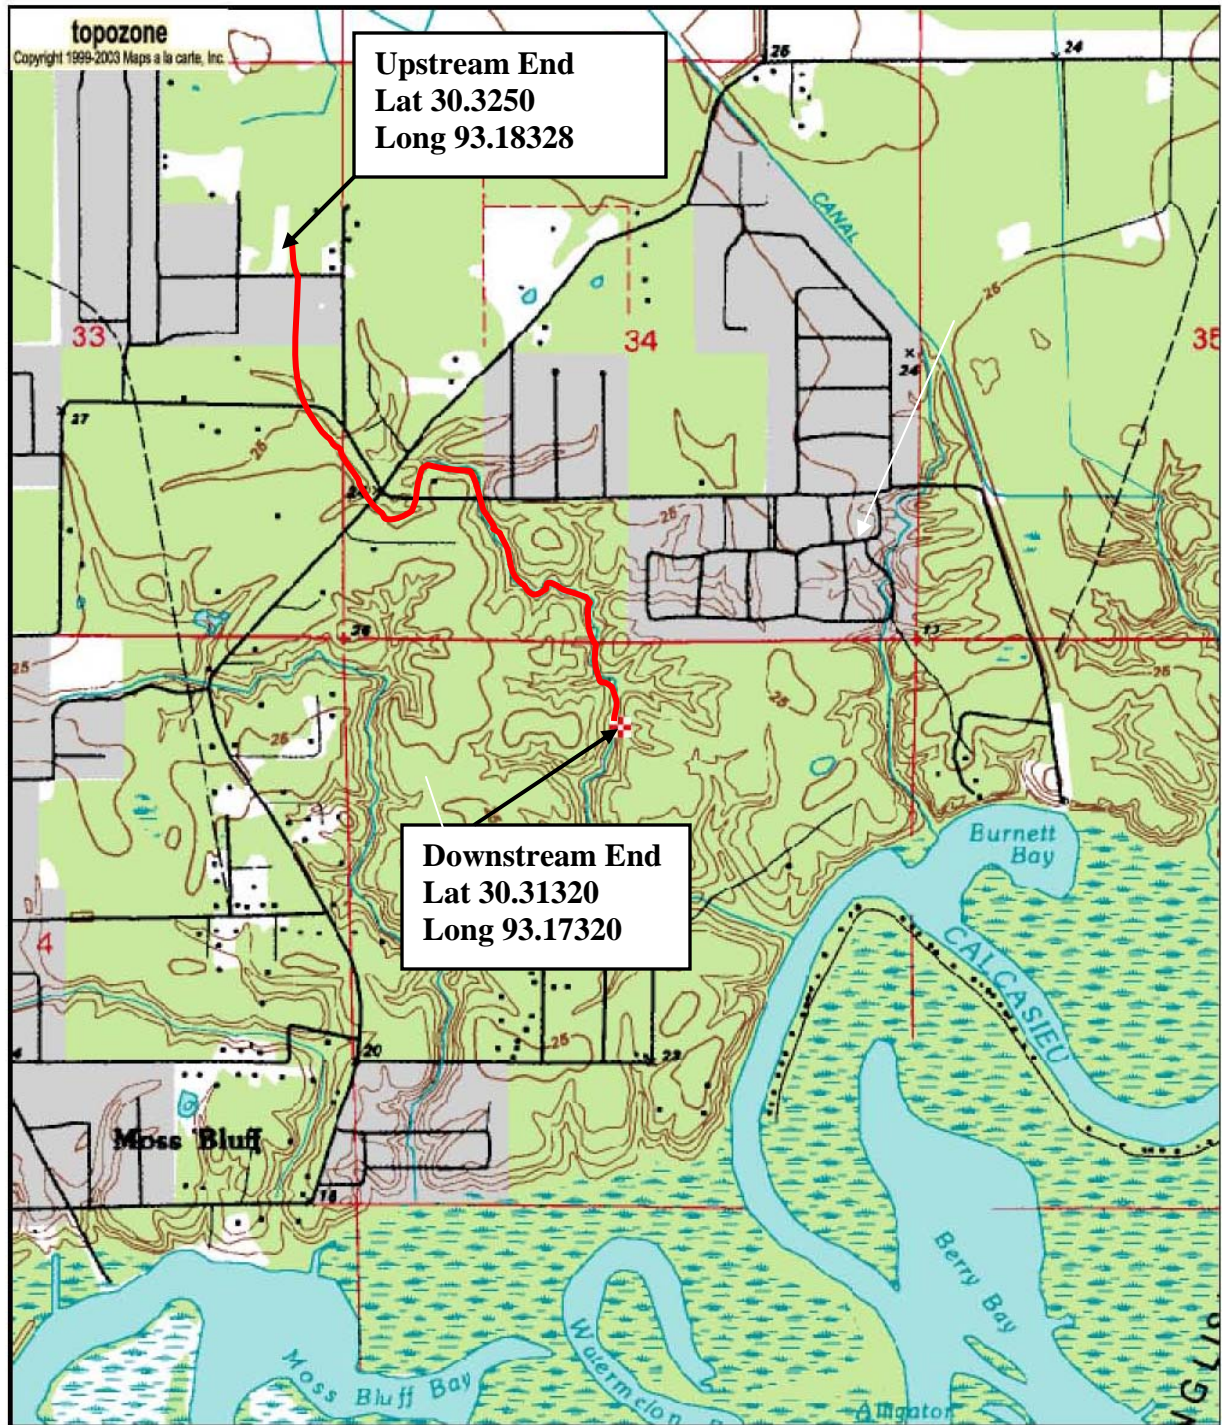 topozone
Copyright 1999-2003 Maps a la carte, Inc.
Upstream End
Lat 30.3250
Long 93.18328
26
24
CANAL
25
33
34
35
24
27
25
25
26
13
25
25
25
Burnett
Bay
Downstream End
Lat 30.31320
Long 93.17320
4
CALCASIEU
20
25
23
Moss Bluff
18
Berry Bay
Moss Bluff Bay
Watermelon
Alligator